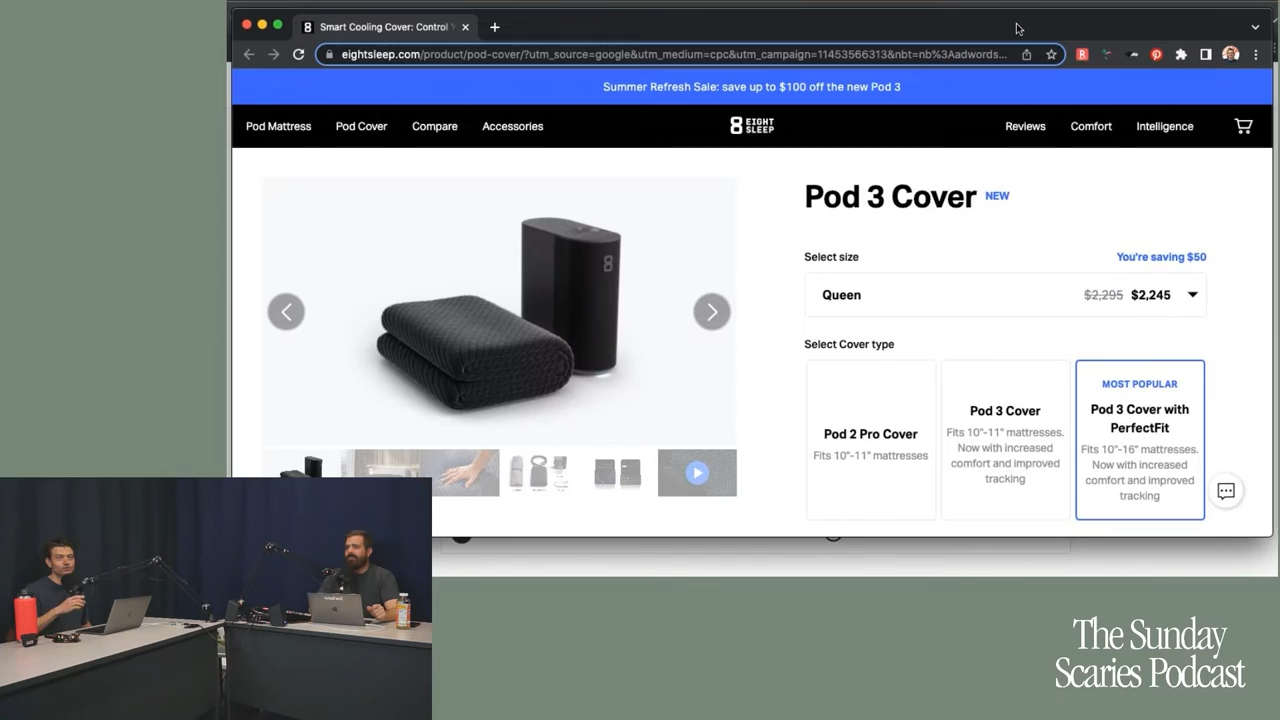 Smart Cooling Cover: Control
eightsleep.com/product/pod-cover/?utm_source=google&utm_medium=cpc&utm_campaign=11453566313&nbt=nb%3Aadwords...
Summer Refresh Sale: save up to $100 off the new Pod 3
Pod Mattress
Pod Cover
Compare
Accessories
8 EIGHT
SLEEP
Reviews
Comfort
Intelligence
Pod 3 Cover NEW
Select size
You're saving $50
Queen
$2,295 $2,245
Select Cover type
Pod 2 Pro Cover
Fits 10"-11" mattresses
Pod 3 Cover
Fits 10"-11" mattresses.
Now with increased
comfort and improved
tracking
MOST POPULAR
Pod 3 Cover with
PerfectFit
Fits 10"-16" mattresses.
Now with increased
comfort and improved
tracking
The Sunday
Scaries Podcast